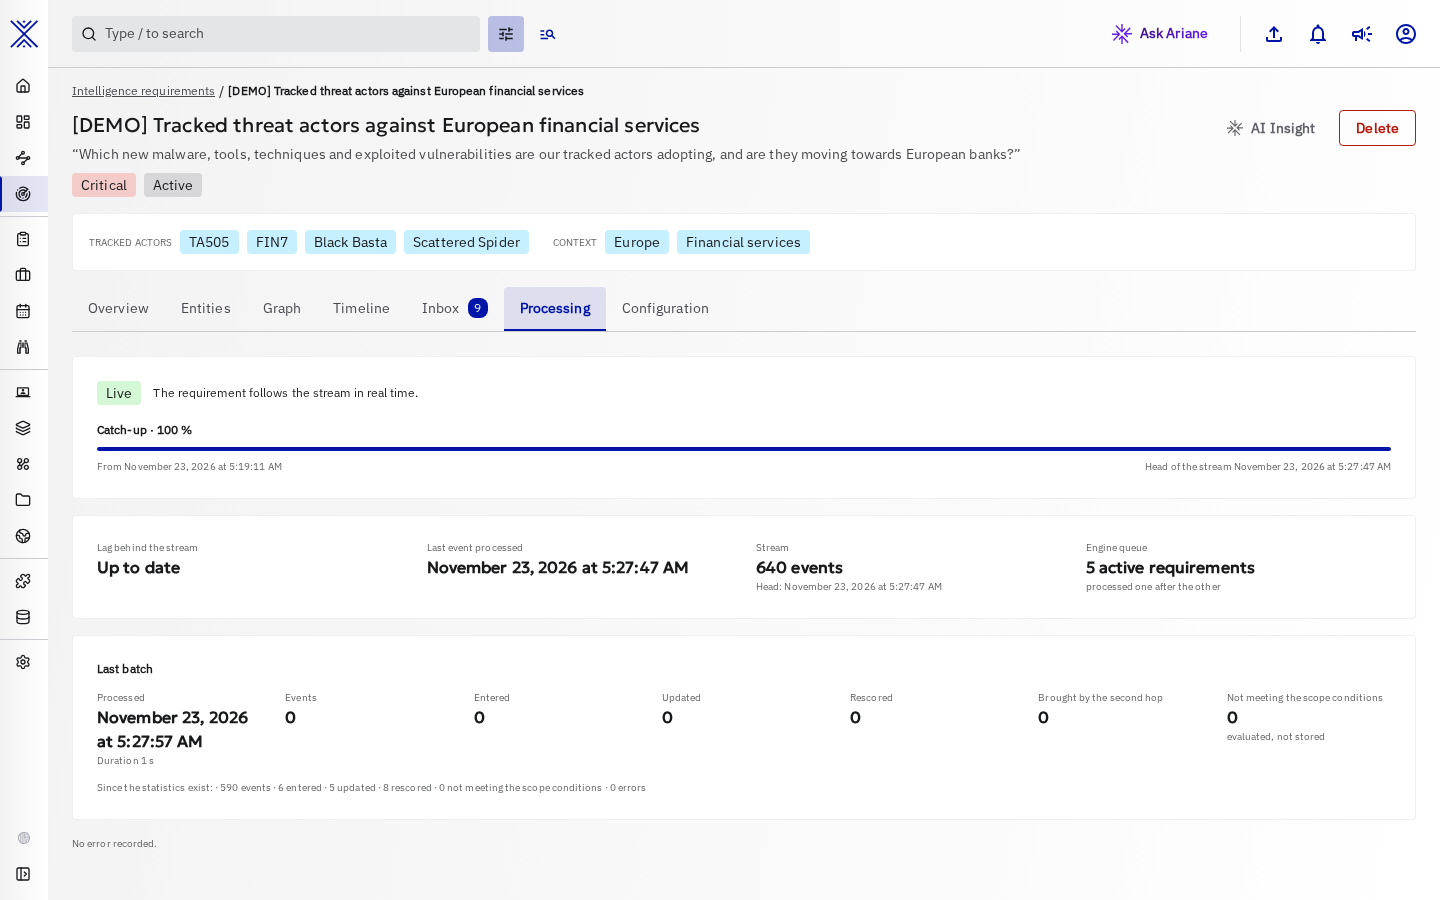 Type / to search
Ask Ariane
Intelligence requirements / [DEMO] Tracked threat actors against European financial services
[DEMO] Tracked threat actors against European financial services
AI Insight
Delete
“Which new malware, tools, techniques and exploited vulnerabilities are our tracked actors adopting, and are they moving towards European banks?”
Critical
Active
TRACKED ACTORS
TA505
FIN7
Black Basta
Scattered Spider
CONTEXT
Europe
Financial services
Overview
Entities
Graph
Timeline
Inbox 9
Processing
Configuration
Live
The requirement follows the stream in real time.
Catch-up · 100 %
From November 23, 2026 at 5:19:11 AM
Head of the stream November 23, 2026 at 5:27:47 AM
Lag behind the stream
Up to date
Last event processed
November 23, 2026 at 5:27:47 AM
Stream
640 events
Head: November 23, 2026 at 5:27:47 AM
Engine queue
5 active requirements
processed one after the other
Last batch
Processed
November 23, 2026
at 5:27:57 AM
Duration 1 s
Events
0
Entered
0
Updated
0
Rescored
0
Brought by the second hop
0
Not meeting the scope conditions
0
evaluated, not stored
Since the statistics exist: · 590 events · 6 entered · 5 updated · 8 rescored · 0 not meeting the scope conditions · 0 errors
No error recorded.